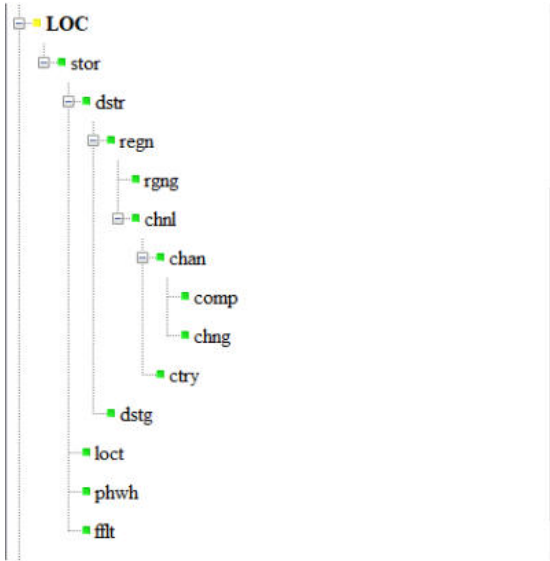 LOC
stor
dstr
regn
rgng
chnl
chan
comp
chng
ctry
dstg
loct
phwh
fflt